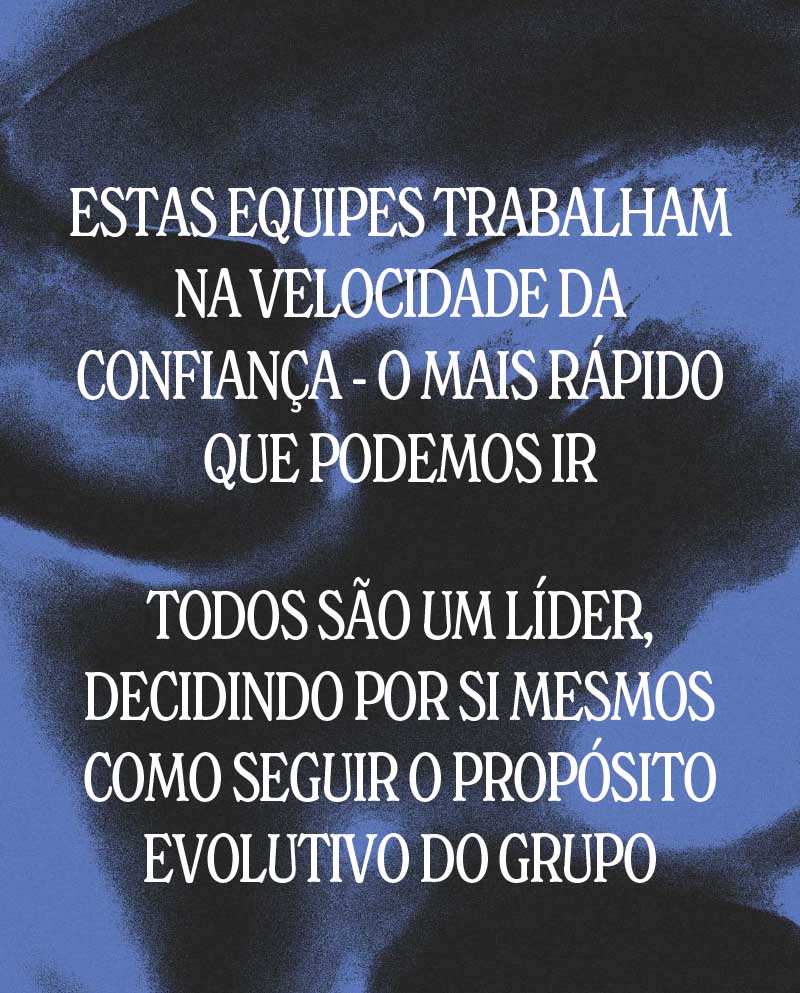 ESTAS EQUIPES TRABALHAM
NA VELOCIDADE DA
CONFIANÇA - O MAIS RÁPIDO
QUE PODEMOS IR
TODOS SÃO UM LÍDER,
DECIDINDO POR SI MESMOS
COMO SEGUIR O PROPÓSITO
EVOLUTIVO DO GRUPO